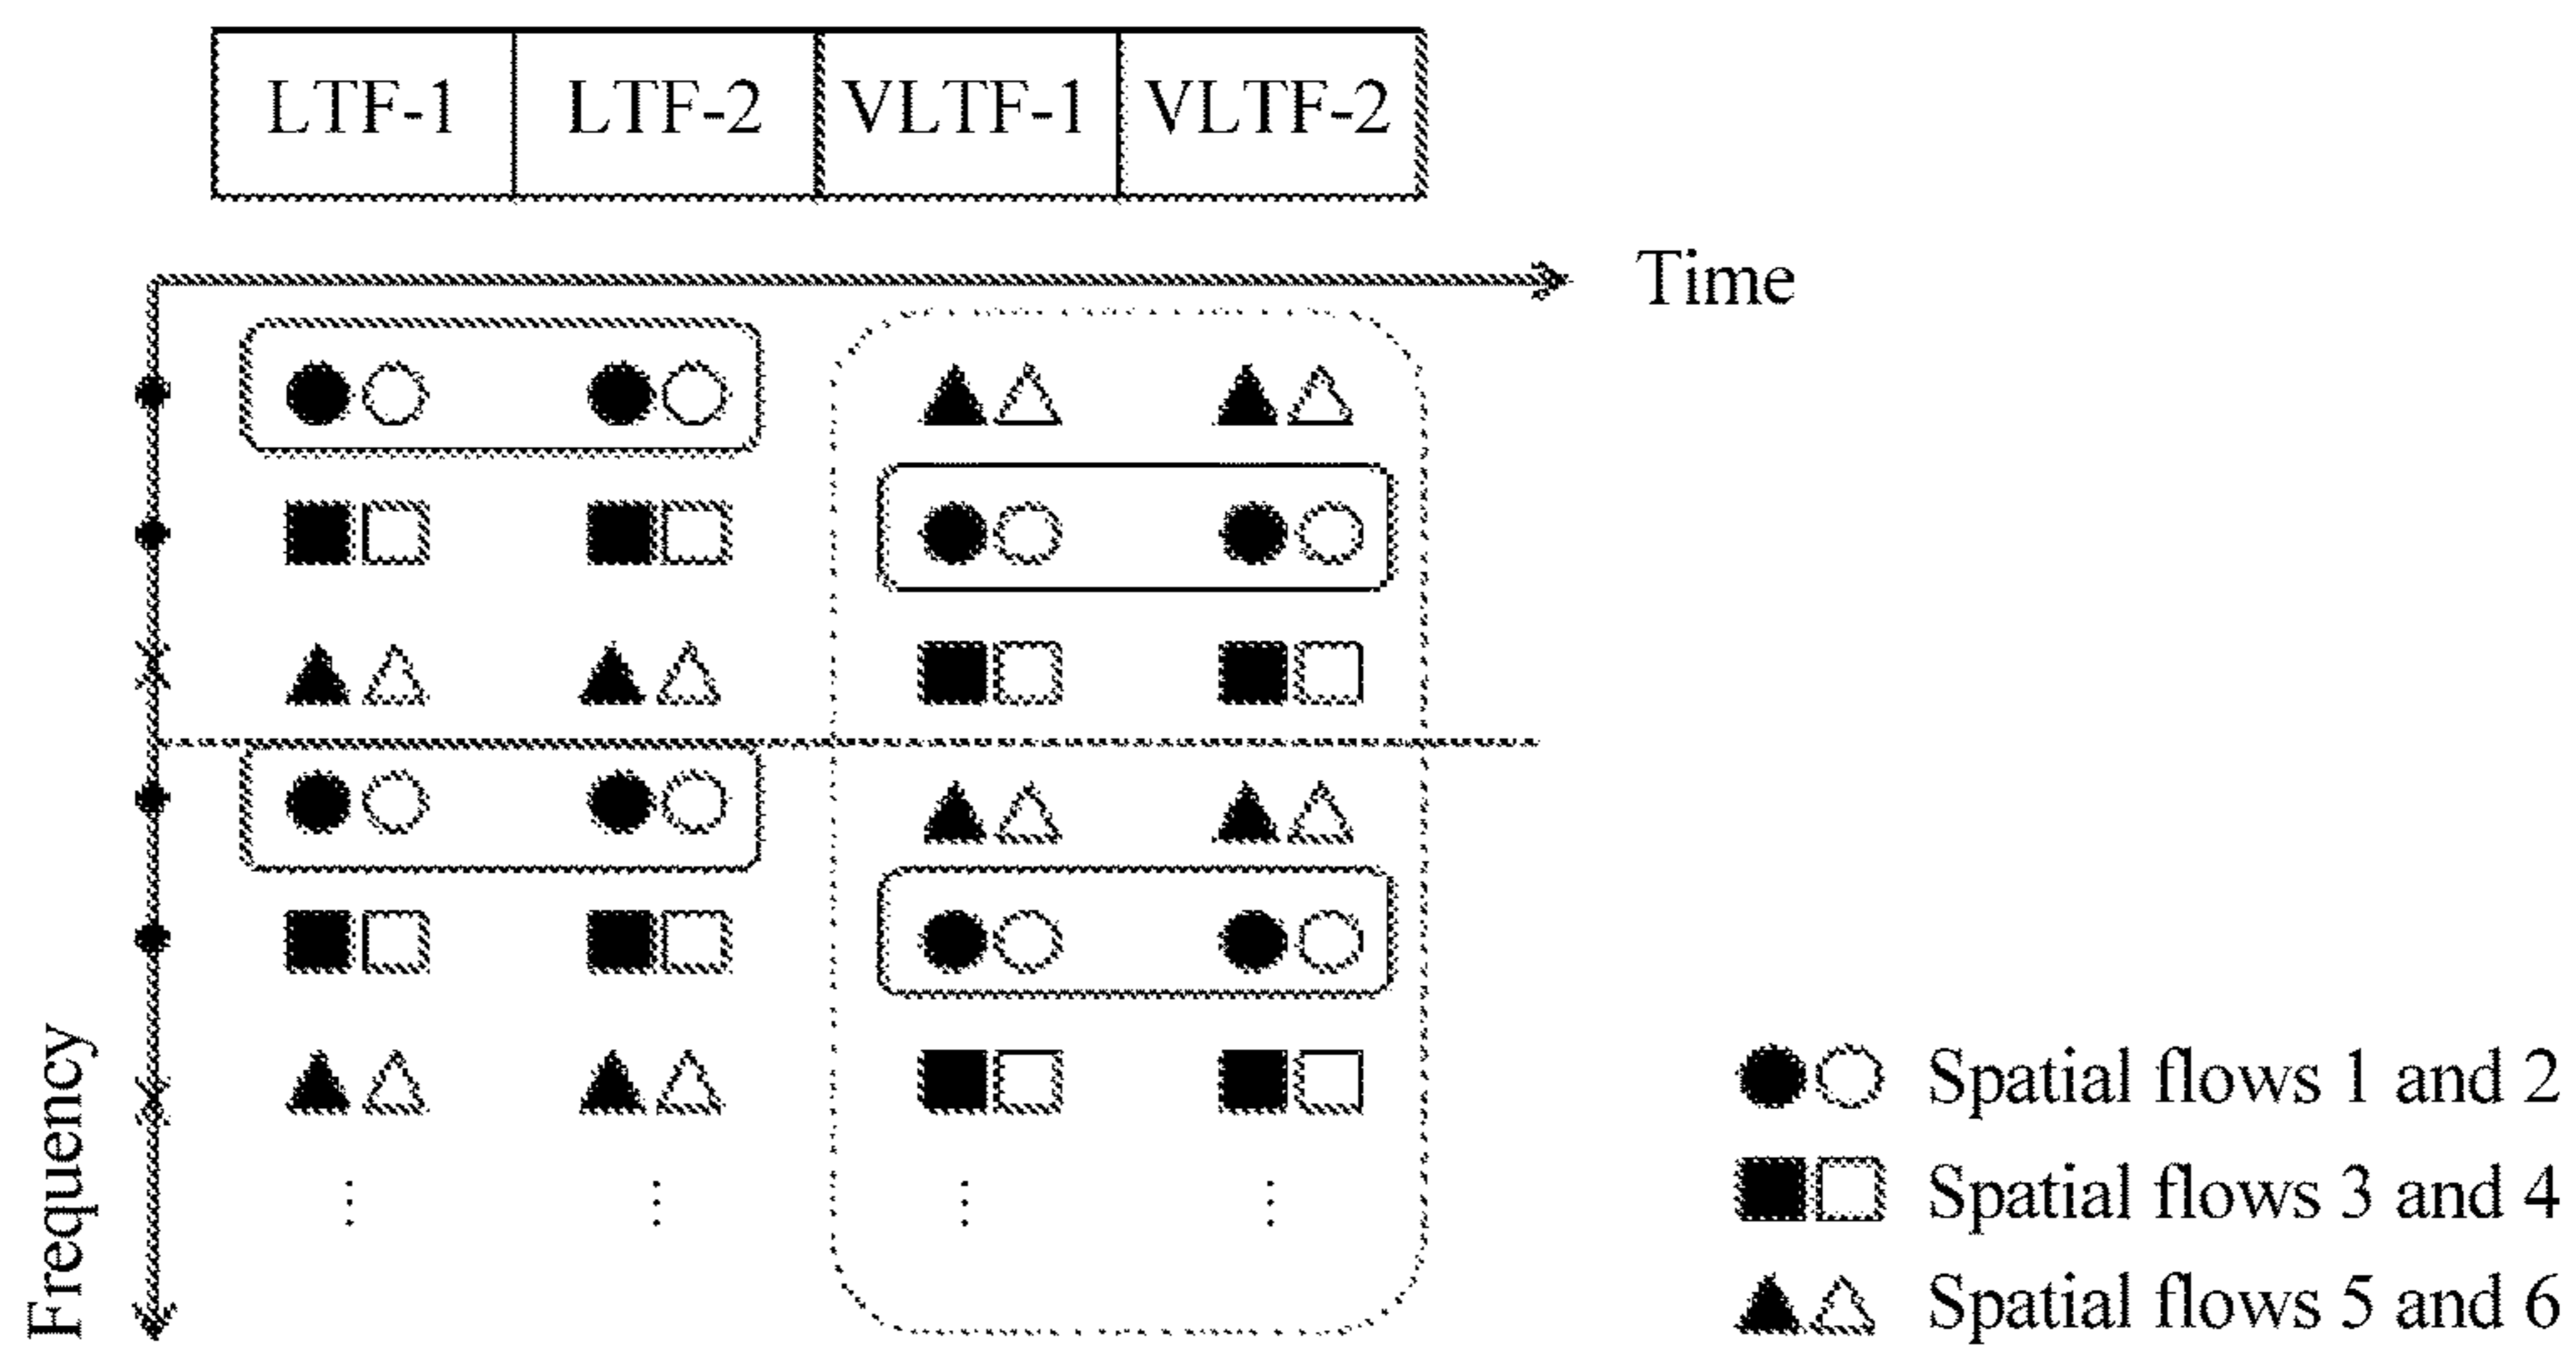 LTF-1 LTF-2 VLTF-1 VLTF-2
Time
Frequency
Spatial flows 1 and 2
Spatial flows 3 and 4
Spatial flows 5 and 6